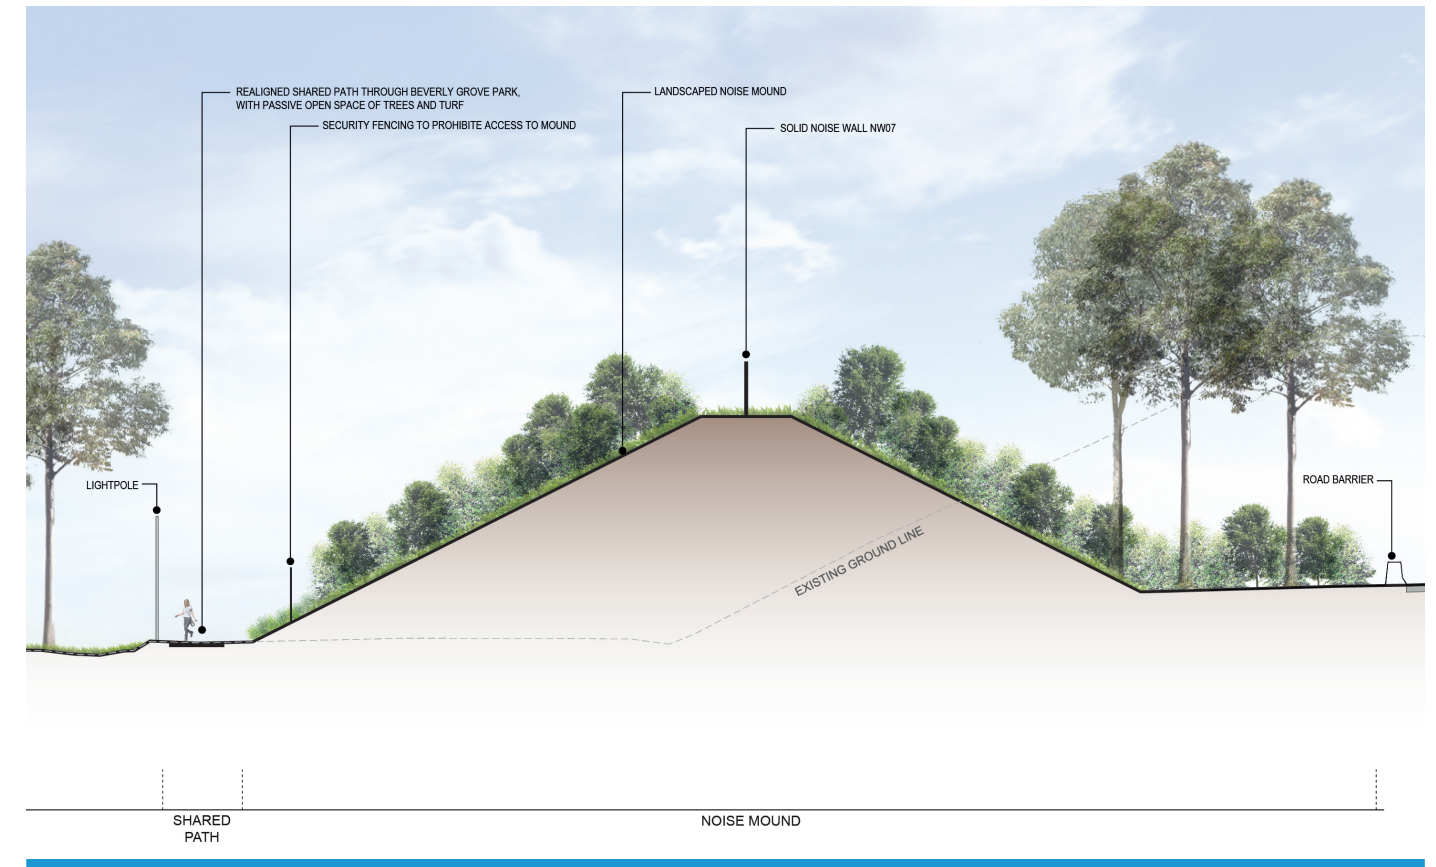 REALIGNED SHARED PATH THROUGH BEVERLY GROVE PARK,
WITH PASSIVE OPEN SPACE OF TREES AND TURF
SECURITY FENCING TO PROHIBITE ACCESS TO MOUND
LANDSCAPED NOISE MOUND
SOLID NOISE WALL NW07
LIGHTPOLE
ROAD BARRIER
EXISTING GROUND LINE
SHARED
PATH
NOISE MOUND